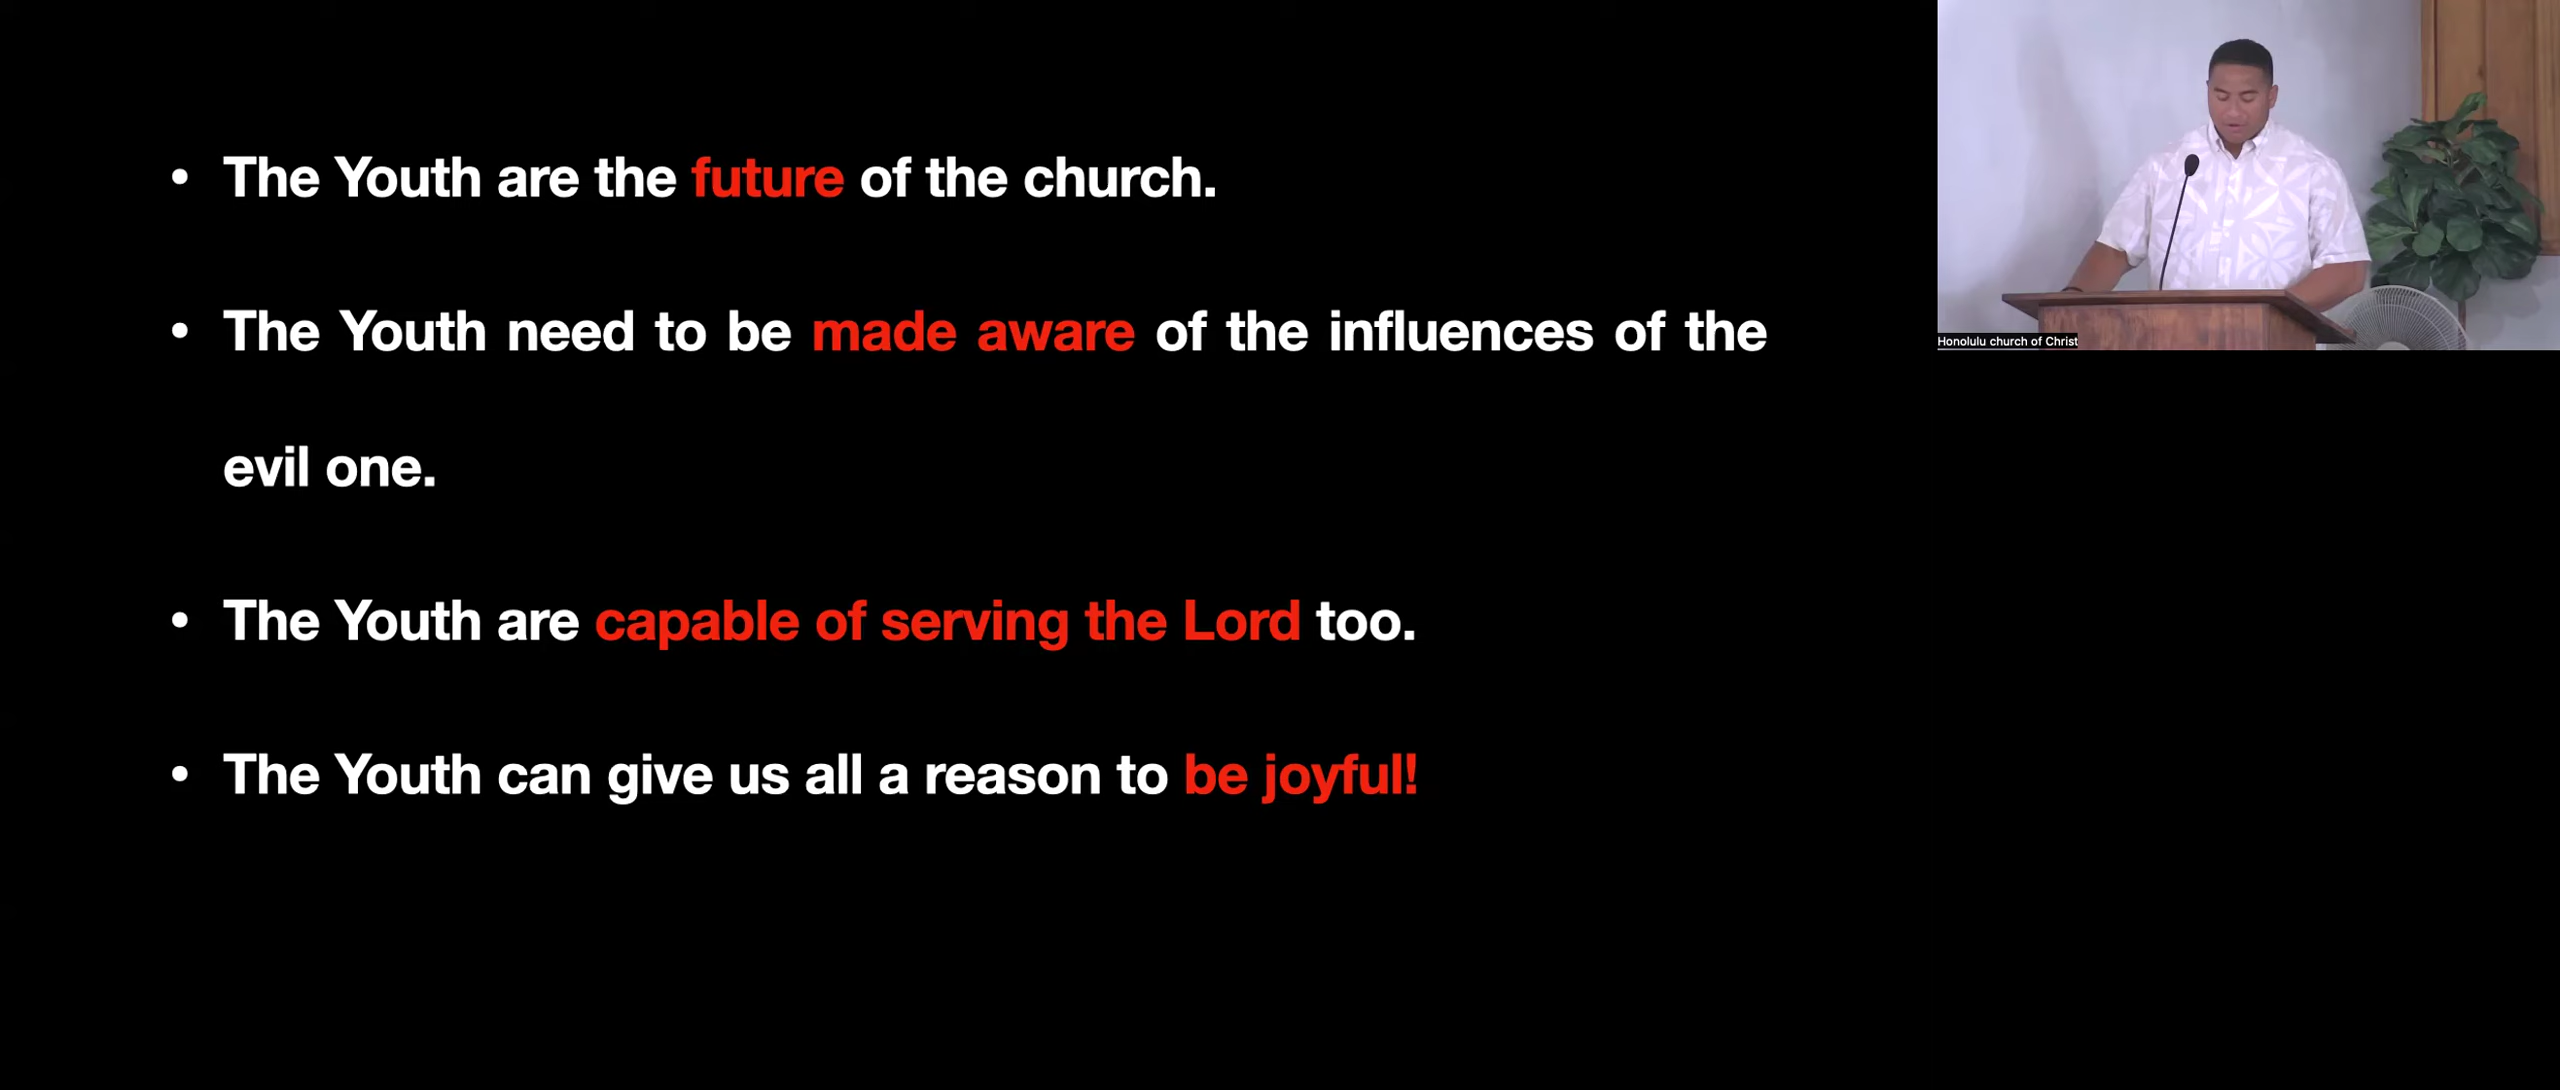 • The Youth are the future of the church.
• The Youth need to be made aware of the influences of the
evil one.
• The Youth are capable of serving the Lord too.
• The Youth can give us all a reason to be joyful!
Honolulu church of Christ